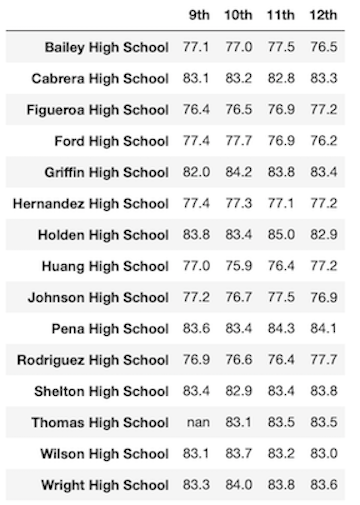 9th 10th 11th 12th
Bailey High School 77.1 77.0 77.5 76.5
Cabrera High School 83.1 83.2 82.8 83.3
Figueroa High School 76.4 76.5 76.9 77.2
Ford High School 77.4 77.7 76.9 76.2
Griffin High School 82.0 84.2 83.8 83.4
Hernandez High School 77.4 77.3 77.1 77.2
Holden High School 83.8 83.4 85.0 82.9
Huang High School 77.0 75.9 76.4 77.2
Johnson High School 77.2 76.7 77.5 76.9
Pena High School 83.6 83.4 84.3 84.1
Rodriguez High School 76.9 76.6 76.4 77.7
Shelton High School 83.4 82.9 83.4 83.8
Thomas High School nan 83.1 83.5 83.5
Wilson High School 83.1 83.7 83.2 83.0
Wright High School 83.3 84.0 83.8 83.6